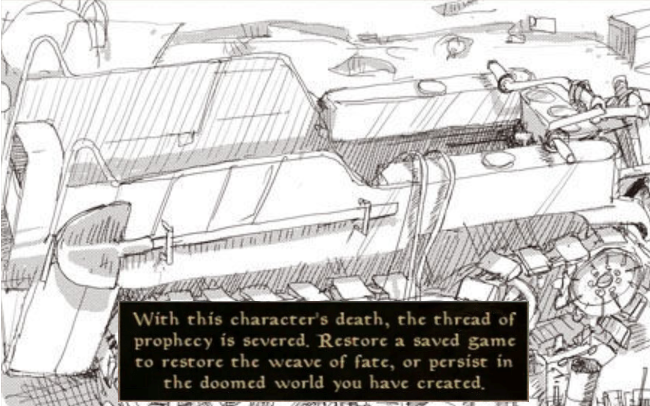 With this character's death, the thread of
prophecy is severed. Restore a saved game
to restore the weave of fate, or persist in
the doomed world you have created.